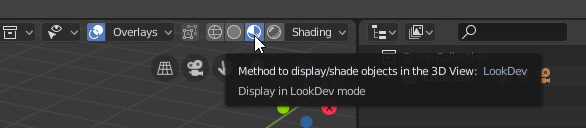 Overlays Shading
Method to display/shade objects in the 3D View: LookDev
Display in LookDev mode